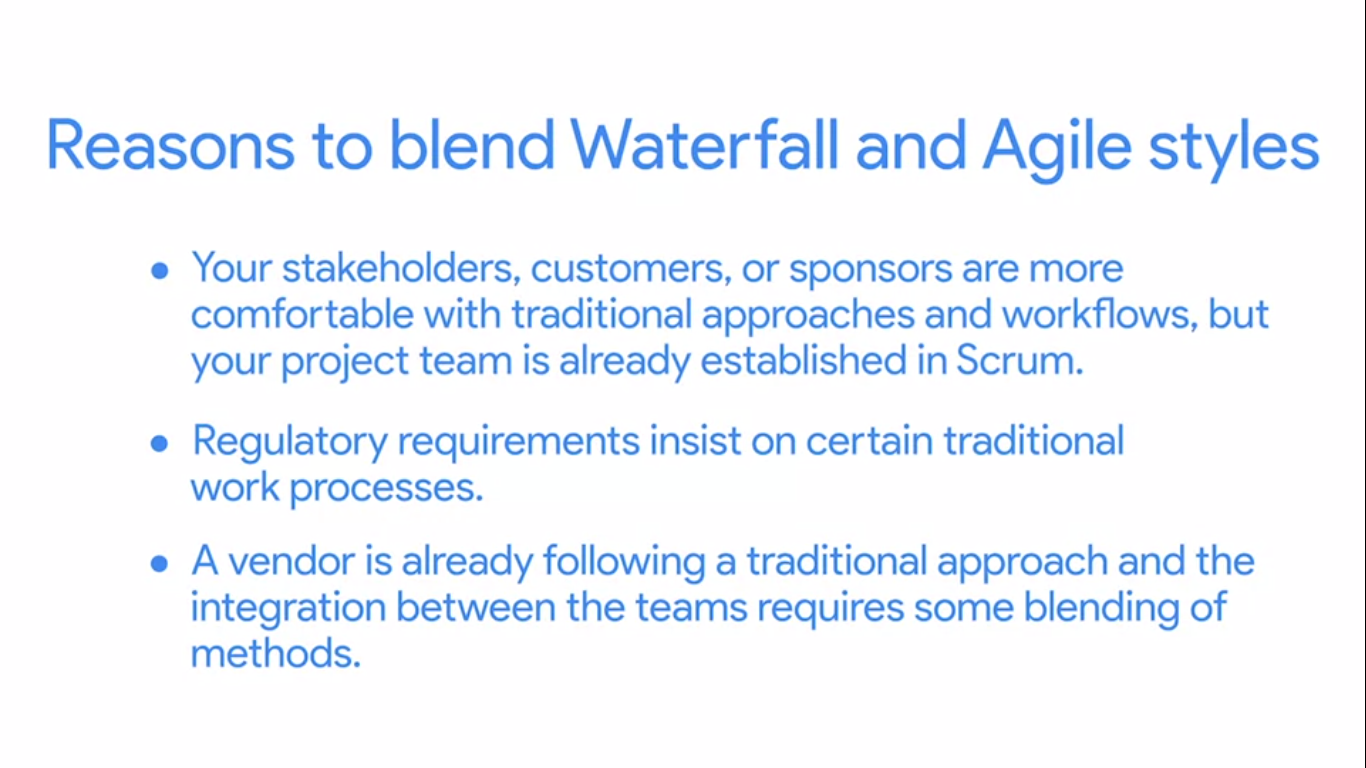 Reasons to blend Waterfall and Agile styles
● Your stakeholders, customers, or sponsors are more
comfortable with traditional approaches and workflows, but
your project team is already established in Scrum.
● Regulatory requirements insist on certain traditional
work processes.
● A vendor is already following a traditional approach and the
integration between the teams requires some blending of
methods.